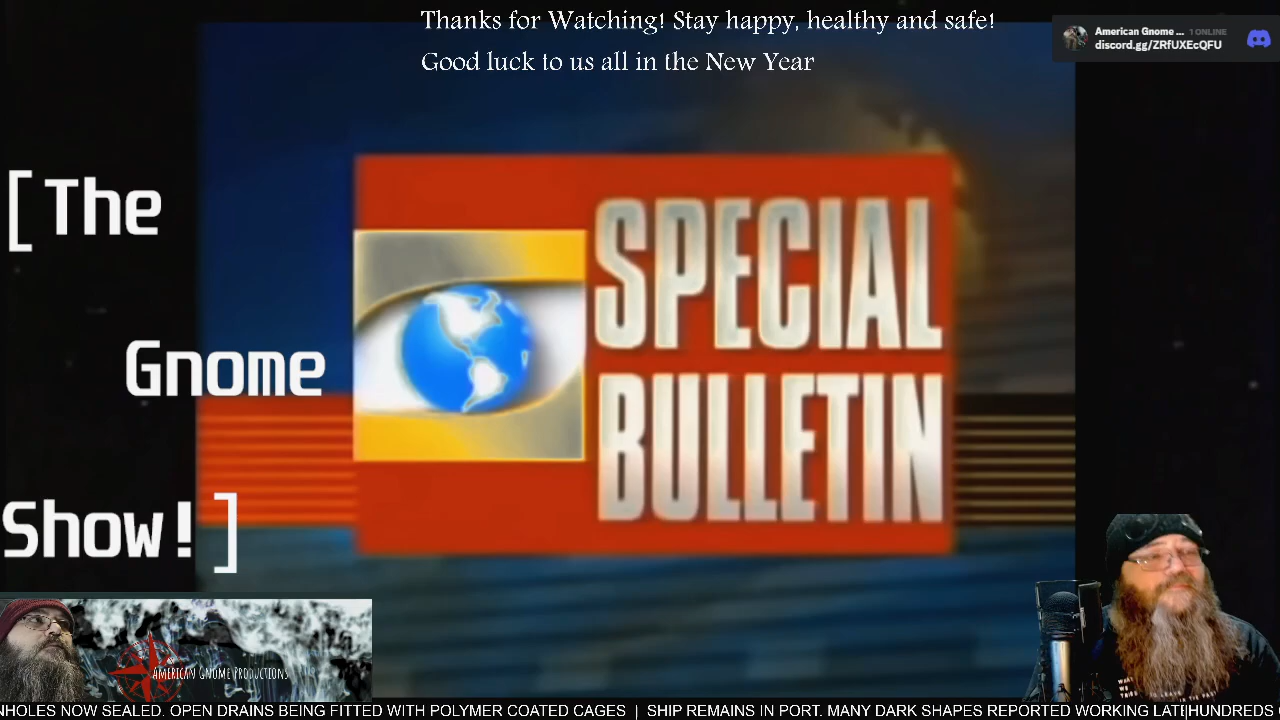 Thanks for Watching! Stay happy, healthy and safe!
Good luck to us all in the New Year
American Gnome ... 1 ONLINE
discord.gg/ZRfUXEcQFU
[The
Gnome
Show!]
SPECIAL
BULLETIN
AMERICAN GNOME PRODUCTIONS
NHOLES NOW SEALED. OPEN DRAINS BEING FITTED WITH POLYMER COATED CAGES | SHIP REMAINS IN PORT. MANY DARK SHAPES REPORTED WORKING LAT|HUNDREDS